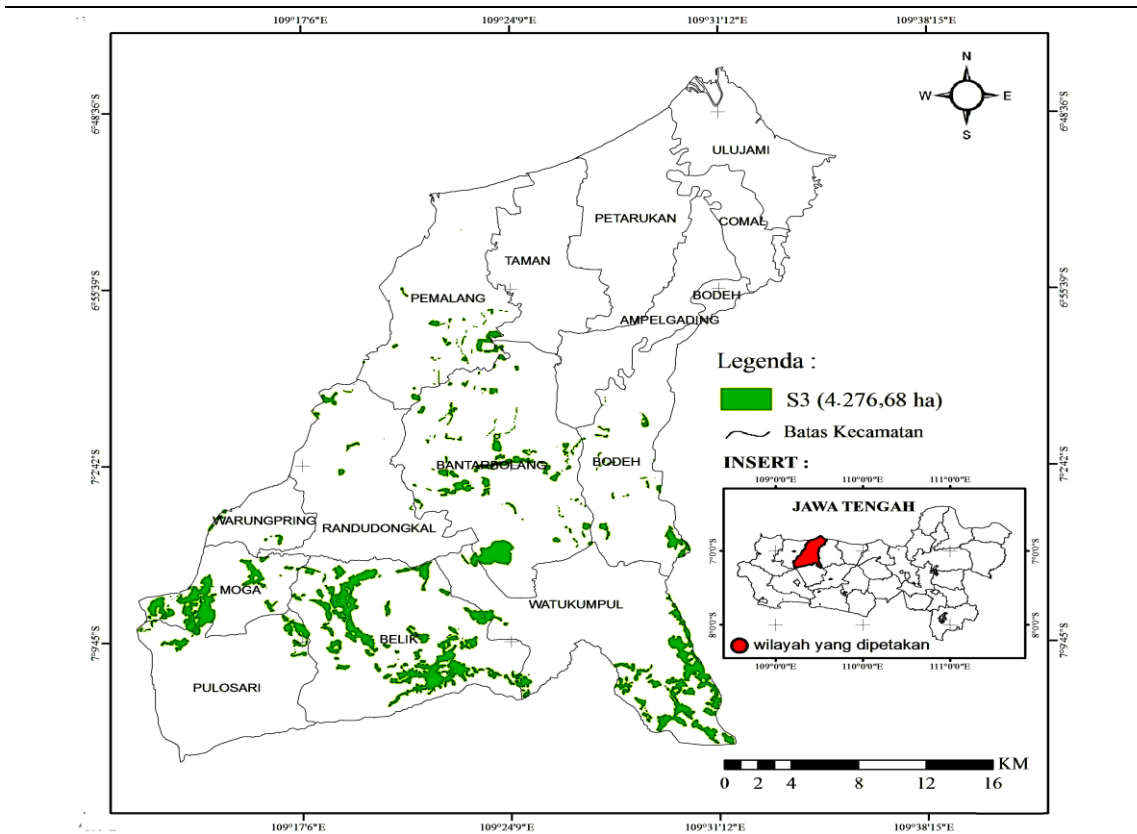 109°17'6"E 109°24'9"E 109°31'12"E 109°38'15"E
N
W E
S
6°48'36"S 6°48'36"S
ULUJAMI
PETARUKAN COMAL
TAMAN
6°55'39"S 6°55'39"S
PEMALANG BODEH
AMPELGADING
Legenda :
S3 (4.276,68 ha)
Batas Kecamatan
7°2'42"S BANTARBOLANG BODEH 7°2'42"S
INSERT :
109°0'0"E 110°0'0"E 111°0'0"E
JAWA TENGAH
WARUNGPRING RANDUDONGKAL
7°0'0"S 7°0'0"S
MOGA WATUKUMPUL
8°0'0"S 8°0'0"S
7°9'45"S BELIK 7°9'45"S
wilayah yang dipetakan
109°0'0"E 110°0'0"E 111°0'0"E
PULOSARI
KM
0 2 4 8 12 16
109°17'6"E 109°24'9"E 109°31'12"E 109°38'15"E